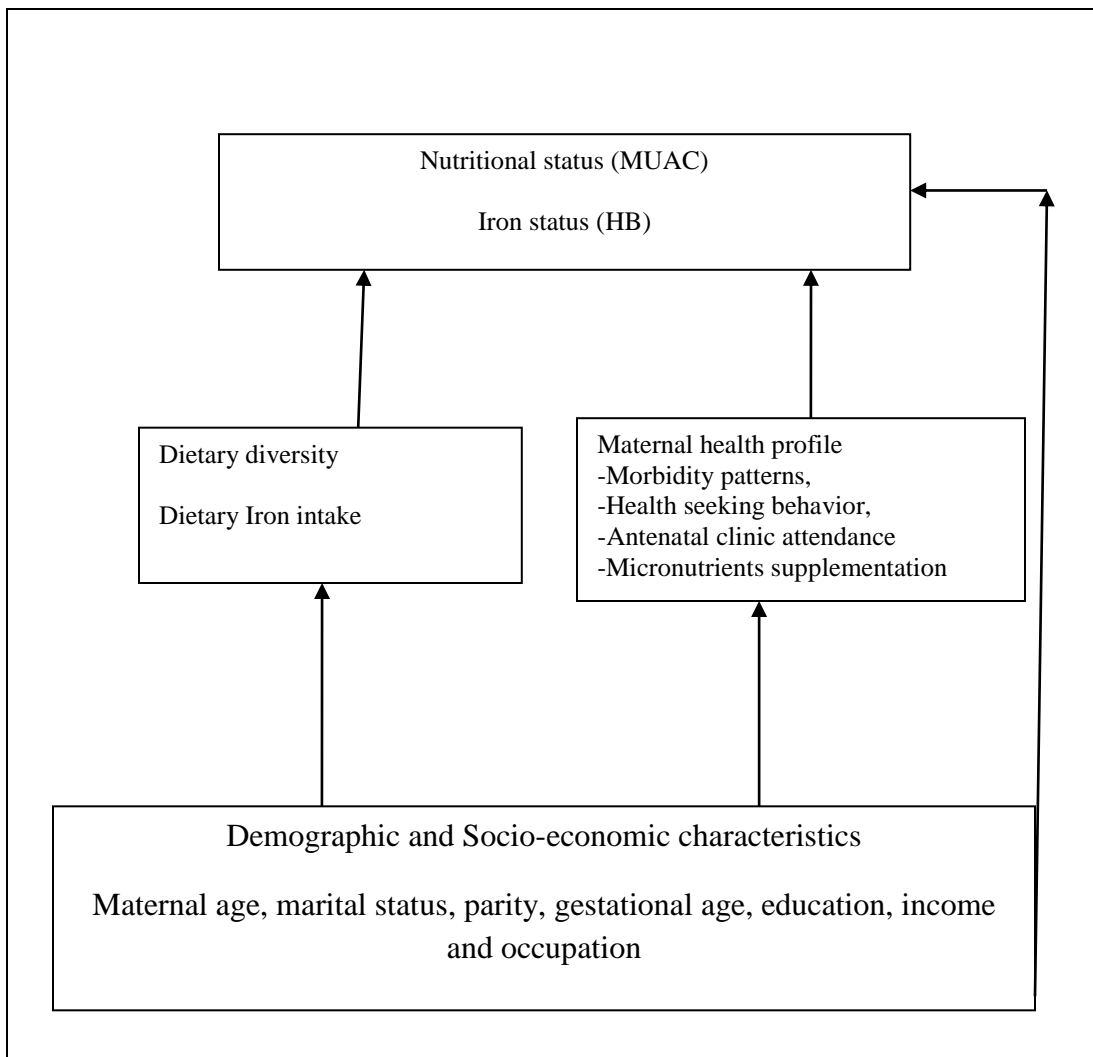 Nutritional status (MUAC)
Iron status (HB)
Dietary diversity
Dietary Iron intake
Maternal health profile
-Morbidity patterns,
-Health seeking behavior,
-Antenatal clinic attendance
-Micronutrients supplementation
Demographic and Socio-economic characteristics
Maternal age, marital status, parity, gestational age, education, income
and occupation